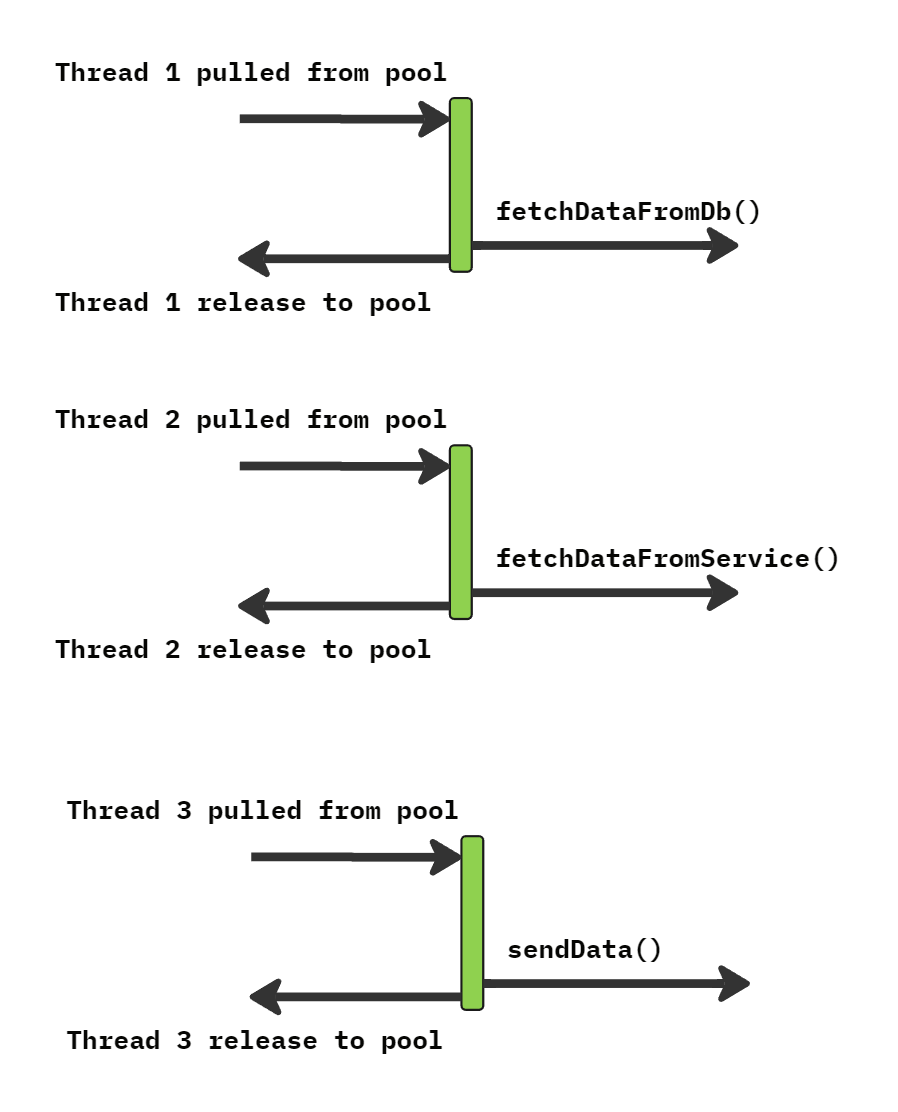 Thread 1 pulled from pool
fetchDataFromDb()
Thread 1 release to pool
Thread 2 pulled from pool
fetchDataFromService()
Thread 2 release to pool
Thread 3 pulled from pool
sendData()
Thread 3 release to pool